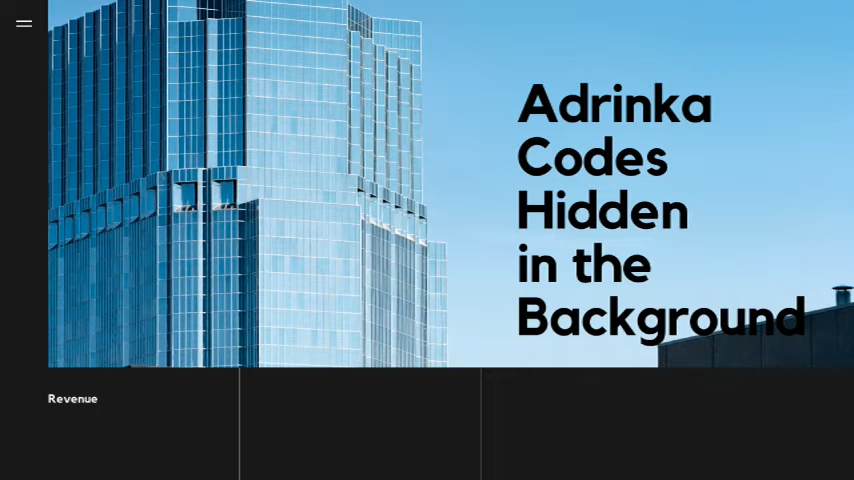 Adrinka
Codes
Hidden
in the
Background
Revenue